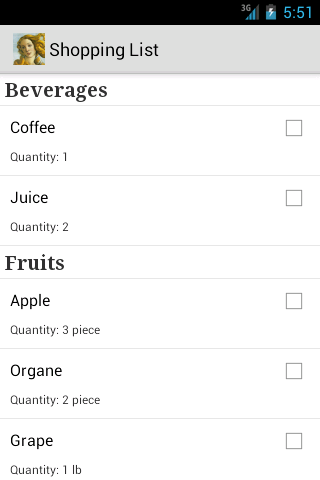 3G 5:51
Shopping List
Beverages
Coffee
Quantity: 1
Juice
Quantity: 2
Fruits
Apple
Quantity: 3 piece
Organe
Quantity: 2 piece
Grape
Quantity: 1 lb